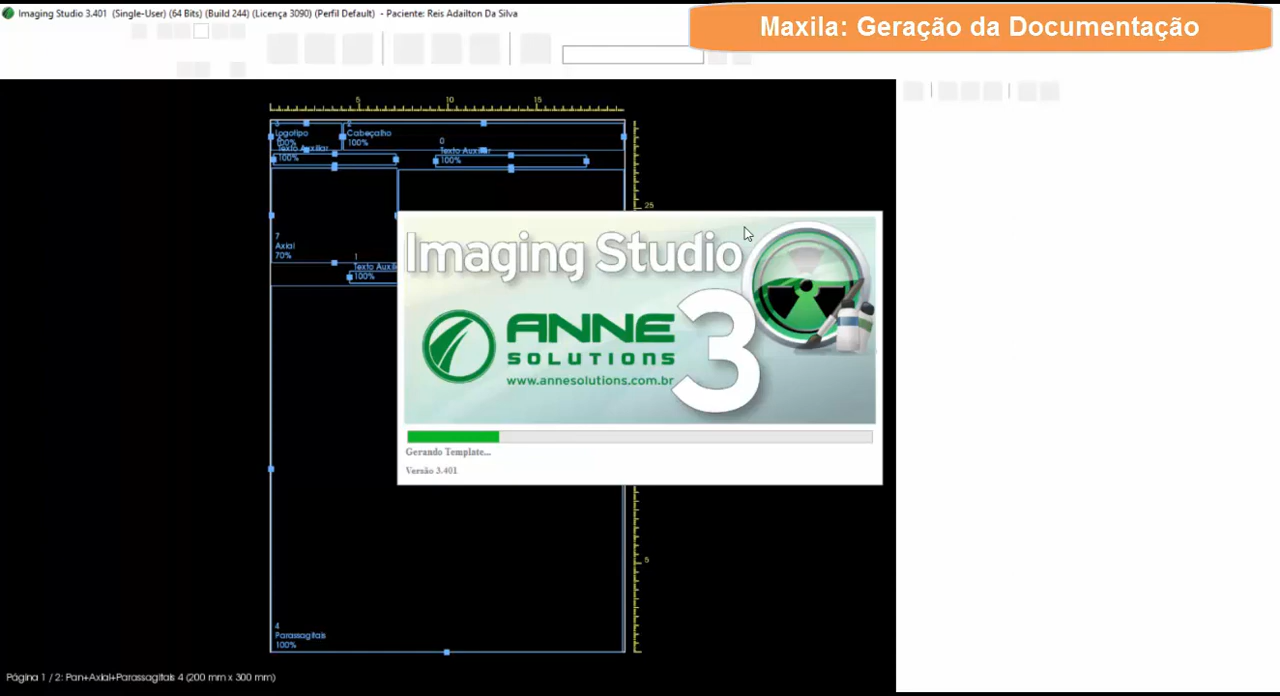 Imaging Studio 3.401 (Single-User) (64 Bits) (Build 244) (Licença 3090) (Perfil Default) - Paciente: Reis Adailton Da Silva
Maxila: Geração da Documentação
5 10 15
Logotipo
100%
2
Cabeçalho
100%
Texto Auxiliar
100%
0
Texto Auxiliar
100%
25
7
Axial
70%
1
Texto Auxili
100%
Imaging Studio
3
ANNE
SOLUTIONS
www.annesolutions.com.br
Gerando Template...
Versão 3.401
5
4
Parassagitais
100%
Página 1 / 2: Pan+Axial+Parassagitais 4 (200 mm x 300 mm)